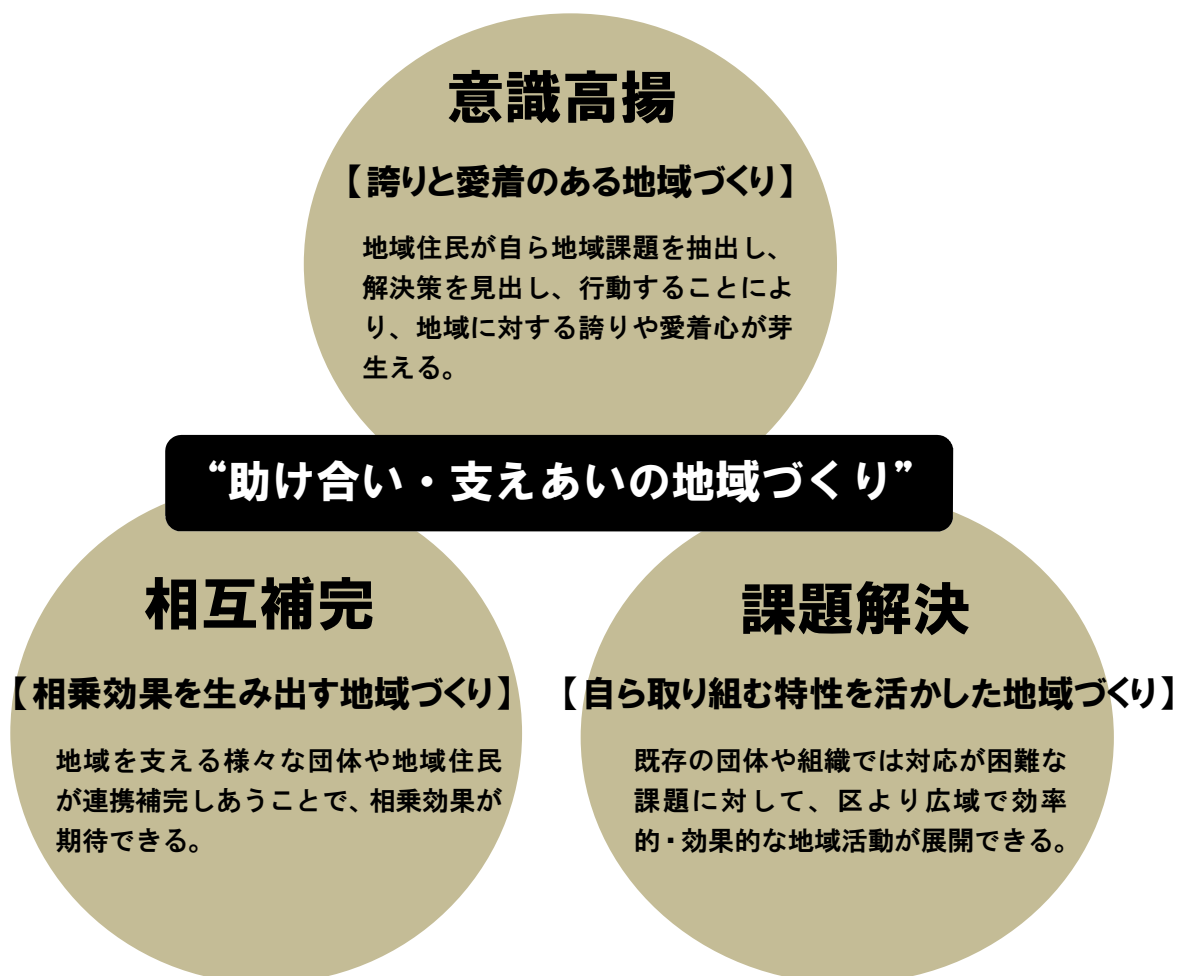 意識高揚
【誇りと愛着のある地域づくり】
地域住民が自ら地域課題を抽出し、
解決策を見出し、行動することによ
り、地域に対する誇りや愛着心が芽
生える。
“助け合い・支えあいの地域づくり”
相互補完
【相乗効果を生み出す地域づくり】
地域を支える様々な団体や地域住民
が連携補完しあうことで、相乗効果が
期待できる。
課題解決
【自ら取り組む特性を活かした地域づくり】
既存の団体や組織では対応が困難な
課題に対して、区より広域で効率
的・効果的な地域活動が展開できる。